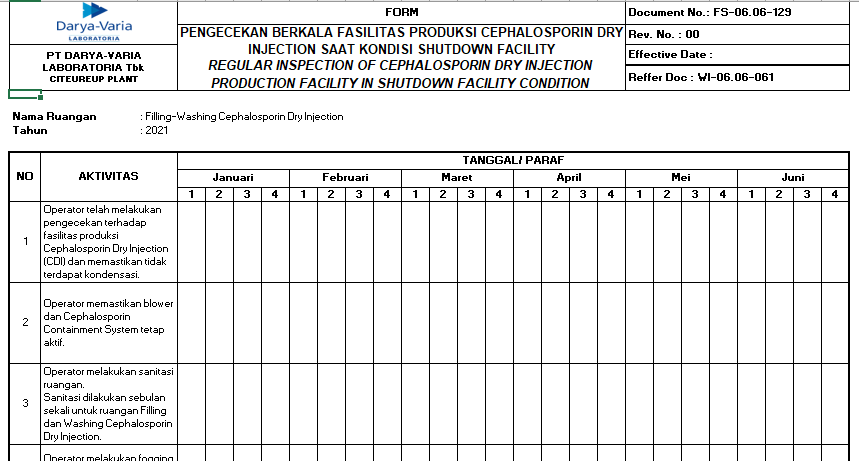 Darya-Varia
LABORATORIA
PT DARYA-VARIA
LABORATORIA Tbk
CITEUREUP PLANT
FORM
PENGECEKAN BERKALA FASILITAS PRODUKSI CEPHALOSPORIN DRY
INJECTION SAAT KONDISI SHUTDOWN FACILITY
REGULAR INSPECTION OF CEPHALOSPORIN DRY INJECTION
PRODUCTION FACILITY IN SHUTDOWN FACILITY CONDITION
Document No.: FS-06.06-129
Rev. No. : 00
Effective Date :
Reffer Doc : WI-06.06-061
Nama Ruangan : Filling-Washing Cephalosporin Dry Injection
Tahun : 2021
NO AKTIVITAS TANGGAL/ PARAF
Januari Februari Maret April Mei Juni
1 2 3 4 1 2 3 4 1 2 3 4 1 2 3 4 1 2 3 4 1 2 3 4
1
Operator telah melakukan
pengecekan terhadap
fasilitas produksi
Cephalosporin Dry Injection
(CDI) dan memastikan tidak
terdapat kondensasi.
2
Operator memastikan blower
dan Cephalosporin
Containment System tetap
aktif.
3
Operator melakukan sanitasi
ruangan.
Sanitasi dilakukan sebulan
sekali untuk ruangan Filling
dan Washing Cephalosporin
Dry Injection.
Operator melakukan fogging